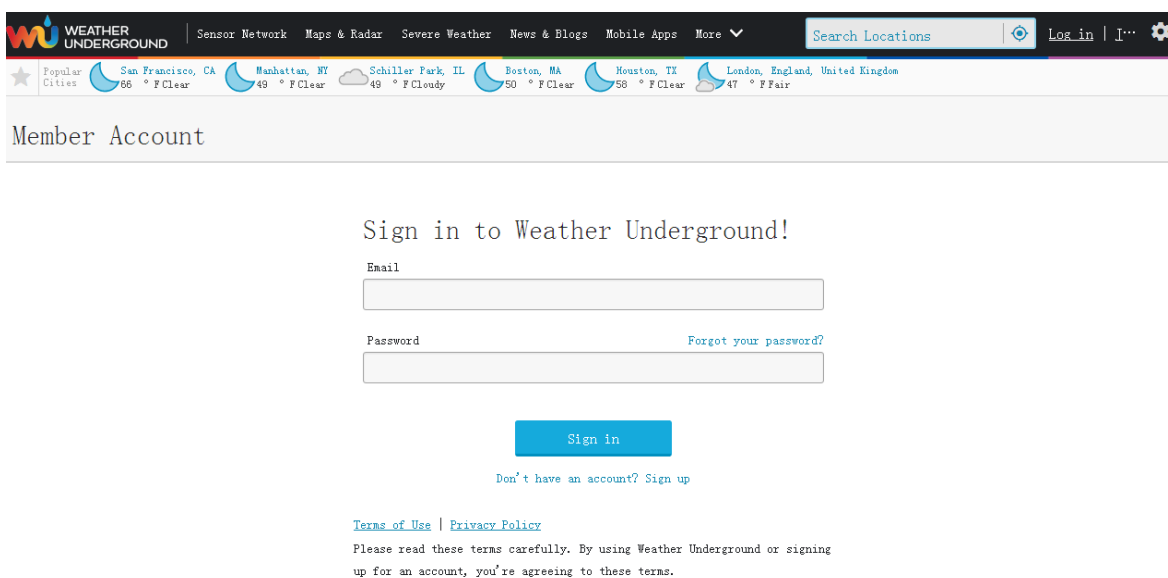 WEATHER
UNDERGROUND
Sensor Network Maps & Radar Severe Weather News & Blogs Mobile Apps More
Search Locations
Log in | J…
Popular
Cities
San Francisco, CA
66 °F Clear
Manhattan, NY
49 °F Clear
Schiller Park, IL
49 °F Cloudy
Boston, MA
50 °F Clear
Houston, TX
58 °F Clear
London, England, United Kingdom
47 °F Fair
Member Account
Sign in to Weather Underground!
Email
Password Forgot your password?
Sign in
Don't have an account? Sign up
Terms of Use | Privacy Policy
Please read these terms carefully. By using Weather Underground or signing
up for an account, you're agreeing to these terms.